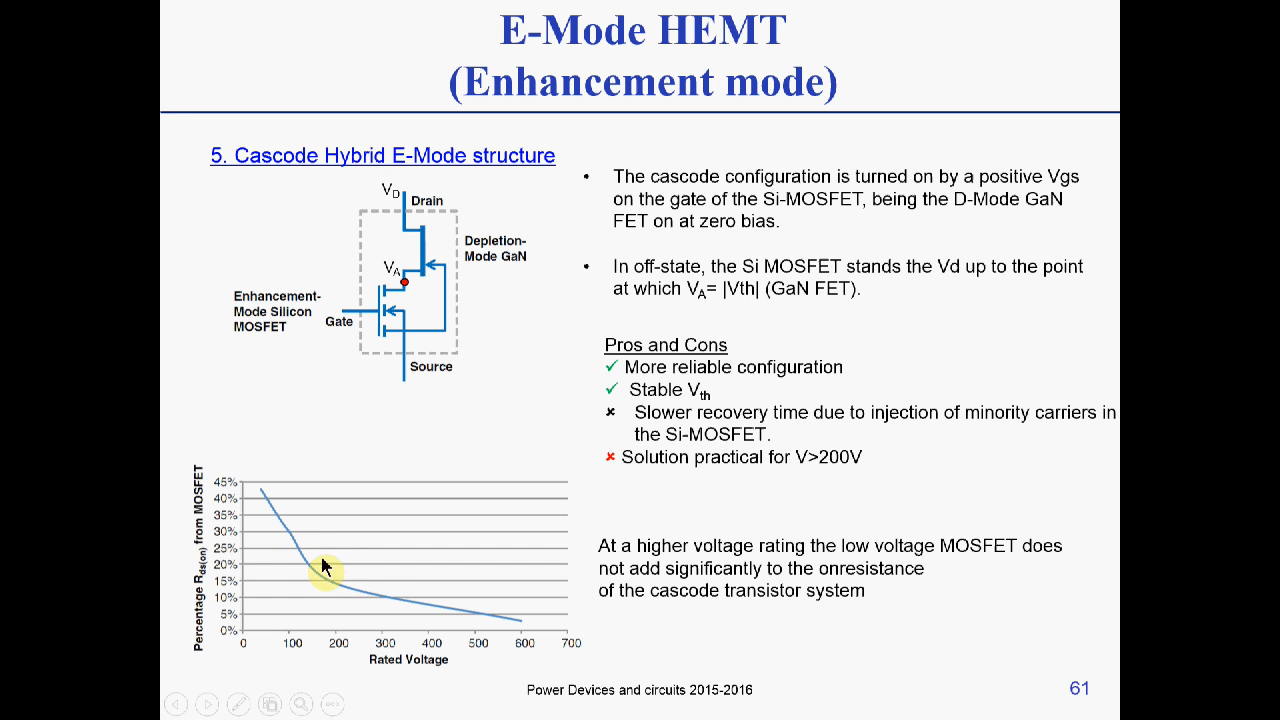 E-Mode HEMT
(Enhancement mode)
5. Cascode Hybrid E-Mode structure
V_D
Drain
Depletion-
Mode GaN
V_A
Enhancement-
Mode Silicon
MOSFET
Gate
Source
• The cascode configuration is turned on by a positive Vgs
on the gate of the Si-MOSFET, being the D-Mode GaN
FET on at zero bias.
• In off-state, the Si MOSFET stands the Vd up to the point
at which V_A= |Vth| (GaN FET).
Pros and Cons
✓ More reliable configuration
✓ Stable V_th
✗ Slower recovery time due to injection of minority carriers in
the Si-MOSFET.
✗ Solution practical for V>200V
Percentage R_ds(on) from MOSFET
45%
40%
35%
30%
25%
20%
15%
10%
5%
0%
0 100 200 300 400 500 600 700
Rated Voltage
At a higher voltage rating the low voltage MOSFET does
not add significantly to the onresistance
of the cascode transistor system
Power Devices and circuits 2015-2016
61